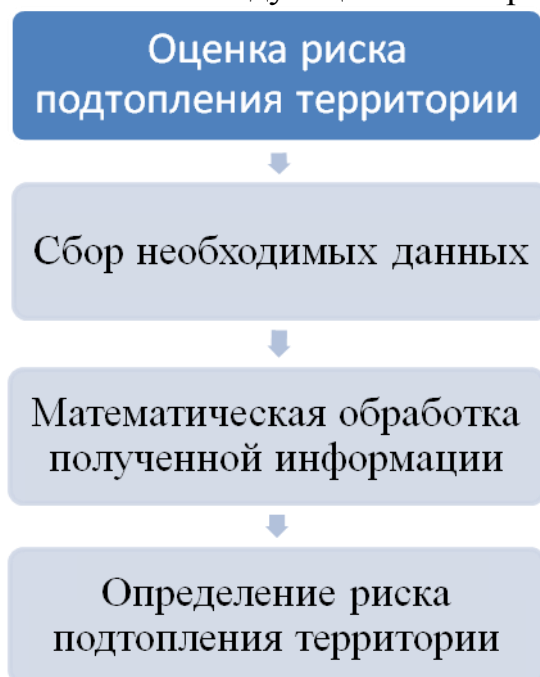 Оценка риска
подтопления территории
Сбор необходимых данных
Математическая обработка
полученной информации
Определение риска
подтопления территории